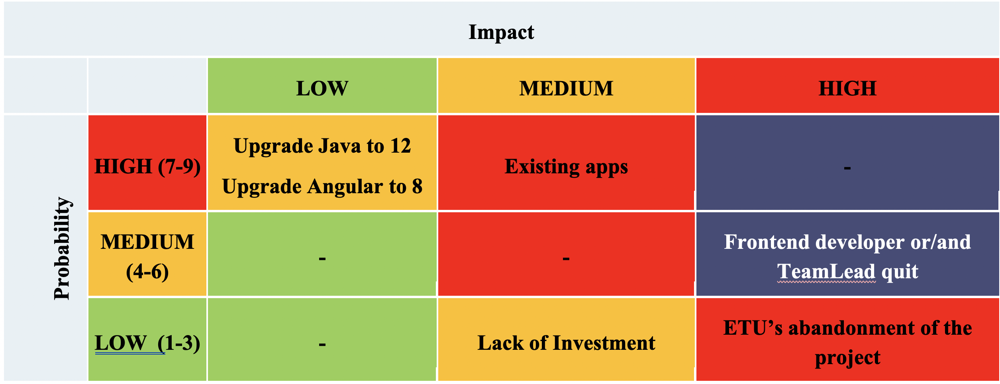 Impact
LOW
MEDIUM
HIGH
Probability
HIGH (7-9)
Upgrade Java to 12
Upgrade Angular to 8
Existing apps
-
MEDIUM
(4-6)
-
-
Frontend developer or/and
TeamLead quit
LOW (1-3)
-
Lack of Investment
ETU’s abandonment of the
project